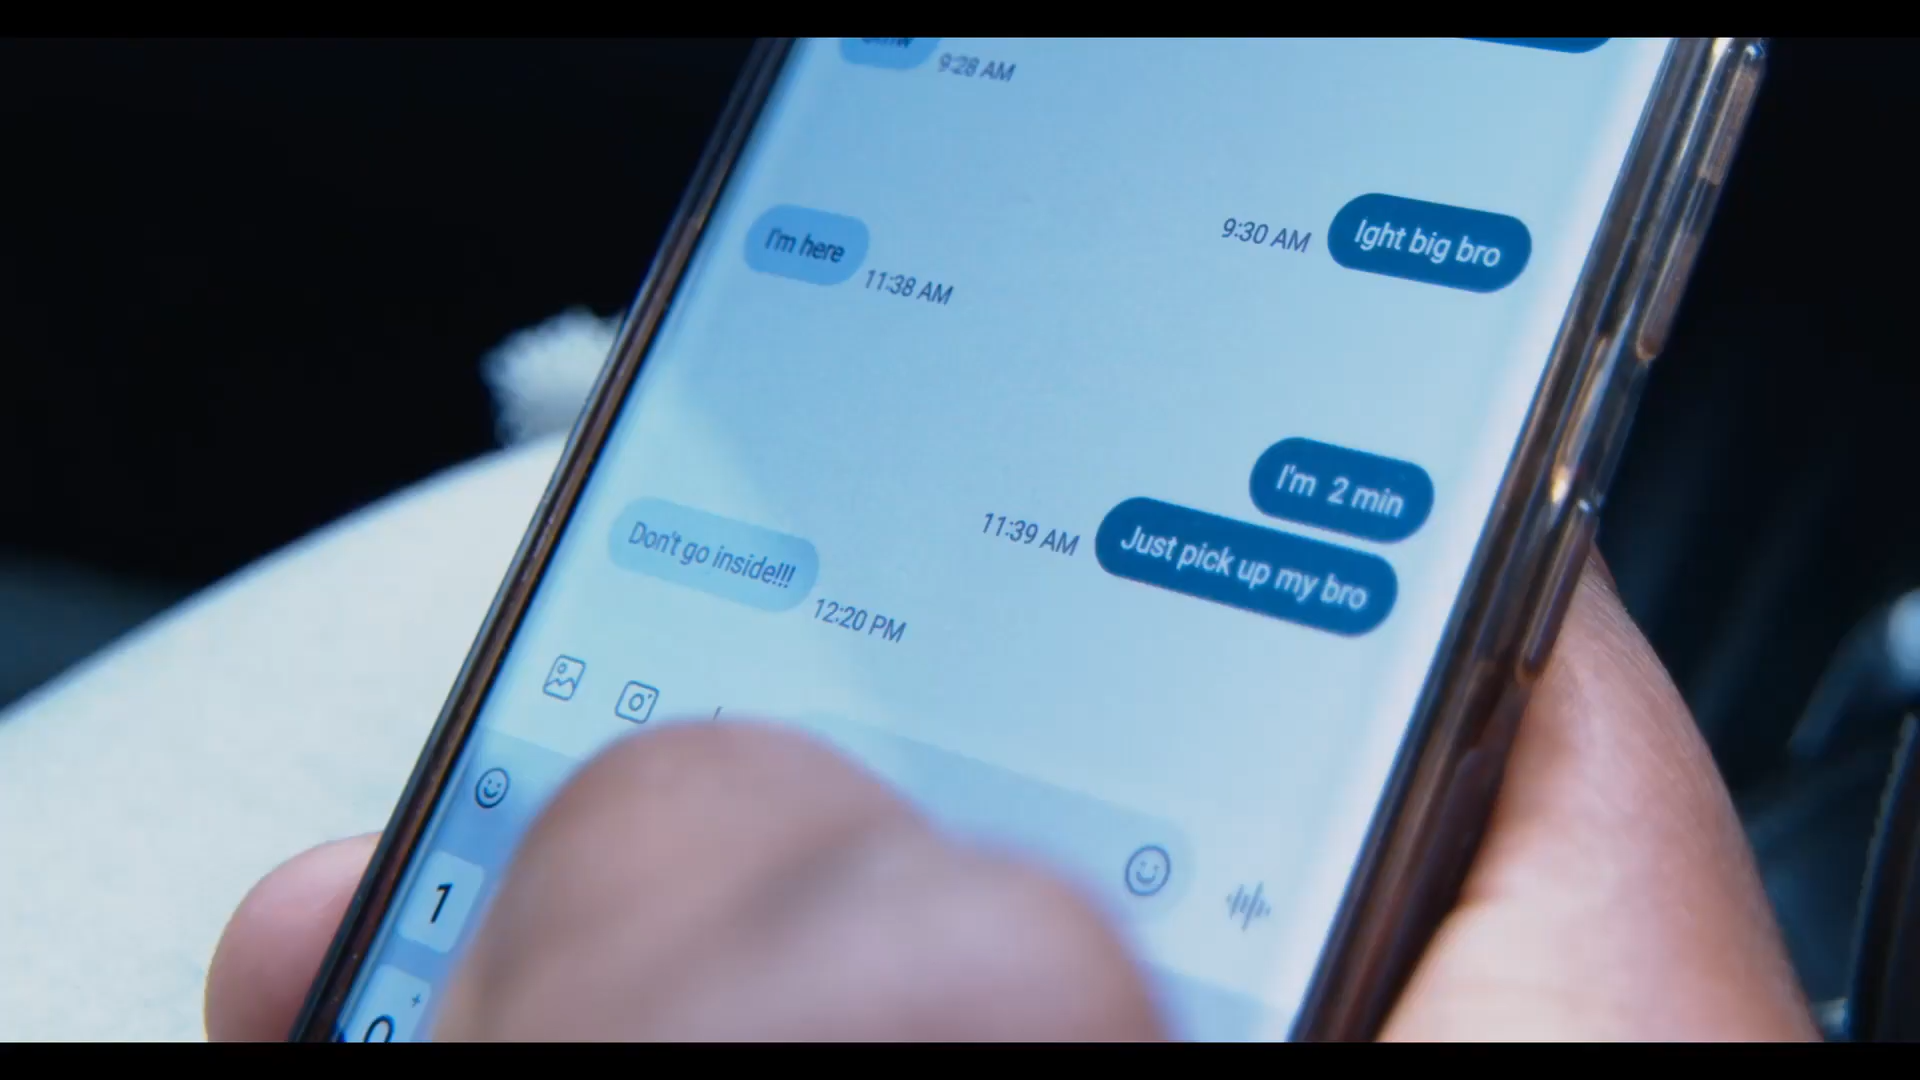 9:28 AM
9:30 AM Ight big bro
I'm here 11:38 AM
I'm 2 min
11:39 AM Just pick up my bro
Don't go inside!!!
12:20 PM
1
+